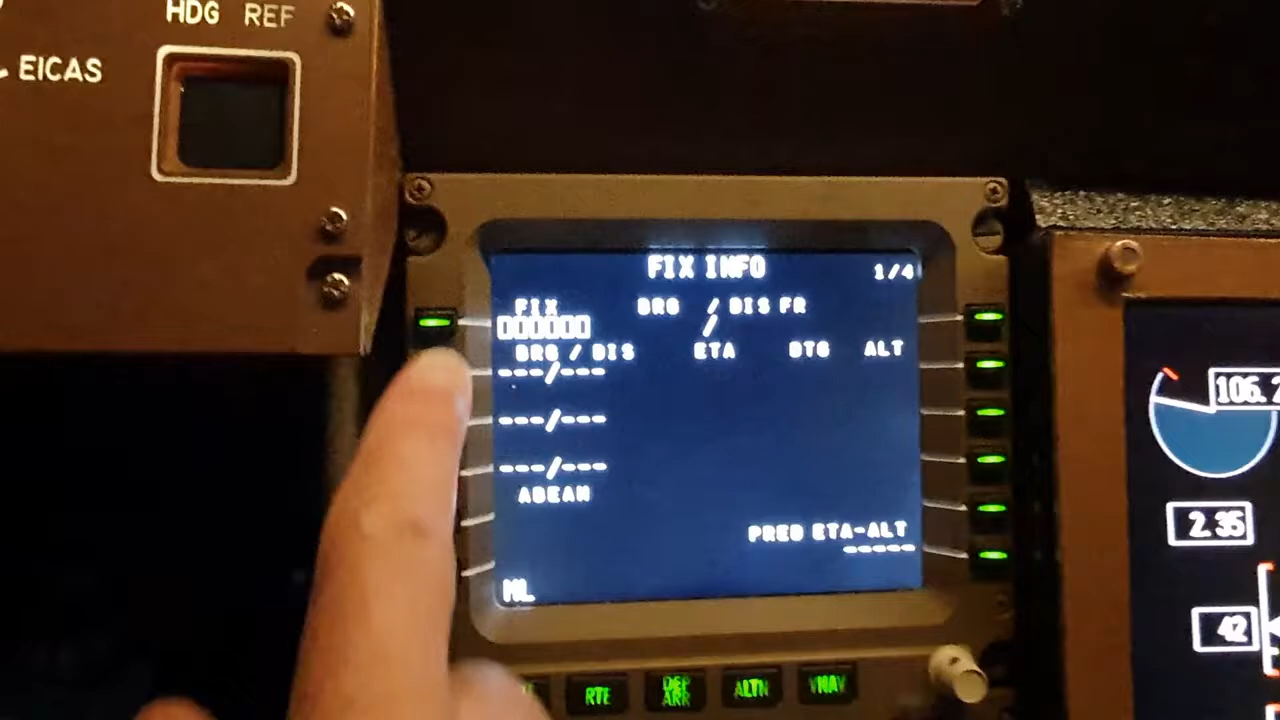 HDG REF
EICAS
FIX INFO 1/4
FIX BRG / DIS FR
□□□□□□ /
BRG / DIS ETA DTG ALT
---/---
---/---
---/---
ABEAM
PRED ETA-ALT
-----
ML
RTE
DEP
ARR
ALTN
VNAV
106.2
2.35
42